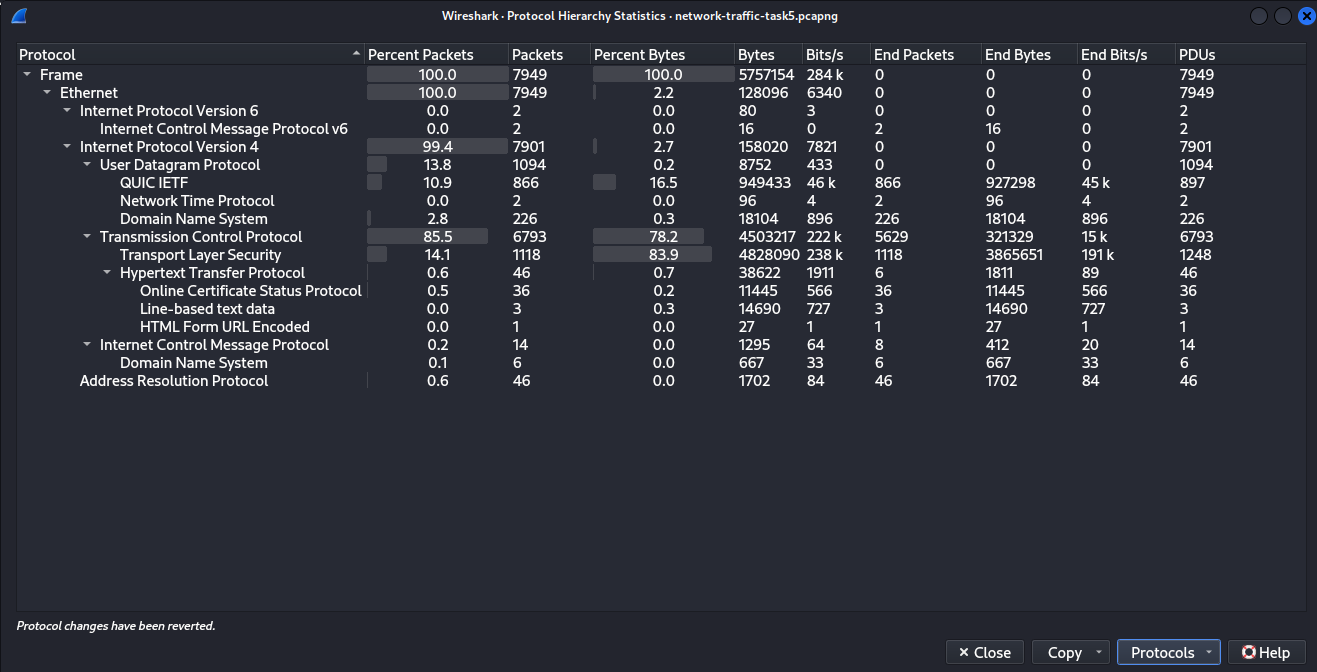 Wireshark · Protocol Hierarchy Statistics · network-traffic-task5.pcapng
Protocol Percent Packets Packets Percent Bytes Bytes Bits/s End Packets End Bytes End Bits/s PDUs
Frame 100.0 7949 100.0 5757154 284 k 0 0 0 7949
Ethernet 100.0 7949 2.2 128096 6340 0 0 0 7949
Internet Protocol Version 6 0.0 2 0.0 80 3 0 0 0 2
Internet Control Message Protocol v6 0.0 2 0.0 16 0 2 16 0 2
Internet Protocol Version 4 99.4 7901 2.7 158020 7821 0 0 0 7901
User Datagram Protocol 13.8 1094 0.2 8752 433 0 0 0 1094
QUIC IETF 10.9 866 16.5 949433 46 k 866 927298 45 k 897
Network Time Protocol 0.0 2 0.0 96 4 2 96 4 2
Domain Name System 2.8 226 0.3 18104 896 226 18104 896 226
Transmission Control Protocol 85.5 6793 78.2 4503217 222 k 5629 321329 15 k 6793
Transport Layer Security 14.1 1118 83.9 4828090 238 k 1118 3865651 191 k 1248
Hypertext Transfer Protocol 0.6 46 0.7 38622 1911 6 1811 89 46
Online Certificate Status Protocol 0.5 36 0.2 11445 566 36 11445 566 36
Line-based text data 0.0 3 0.3 14690 727 3 14690 727 3
HTML Form URL Encoded 0.0 1 0.0 27 1 1 27 1 1
Internet Control Message Protocol 0.2 14 0.0 1295 64 8 412 20 14
Domain Name System 0.1 6 0.0 667 33 6 667 33 6
Address Resolution Protocol 0.6 46 0.0 1702 84 46 1702 84 46
Protocol changes have been reverted.
Close Copy Protocols Help